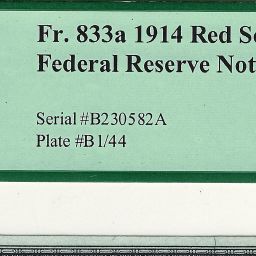 Fr. 833a 1914 Red Se
Federal Reserve Not
Serial #B230582A
Plate #B1/44